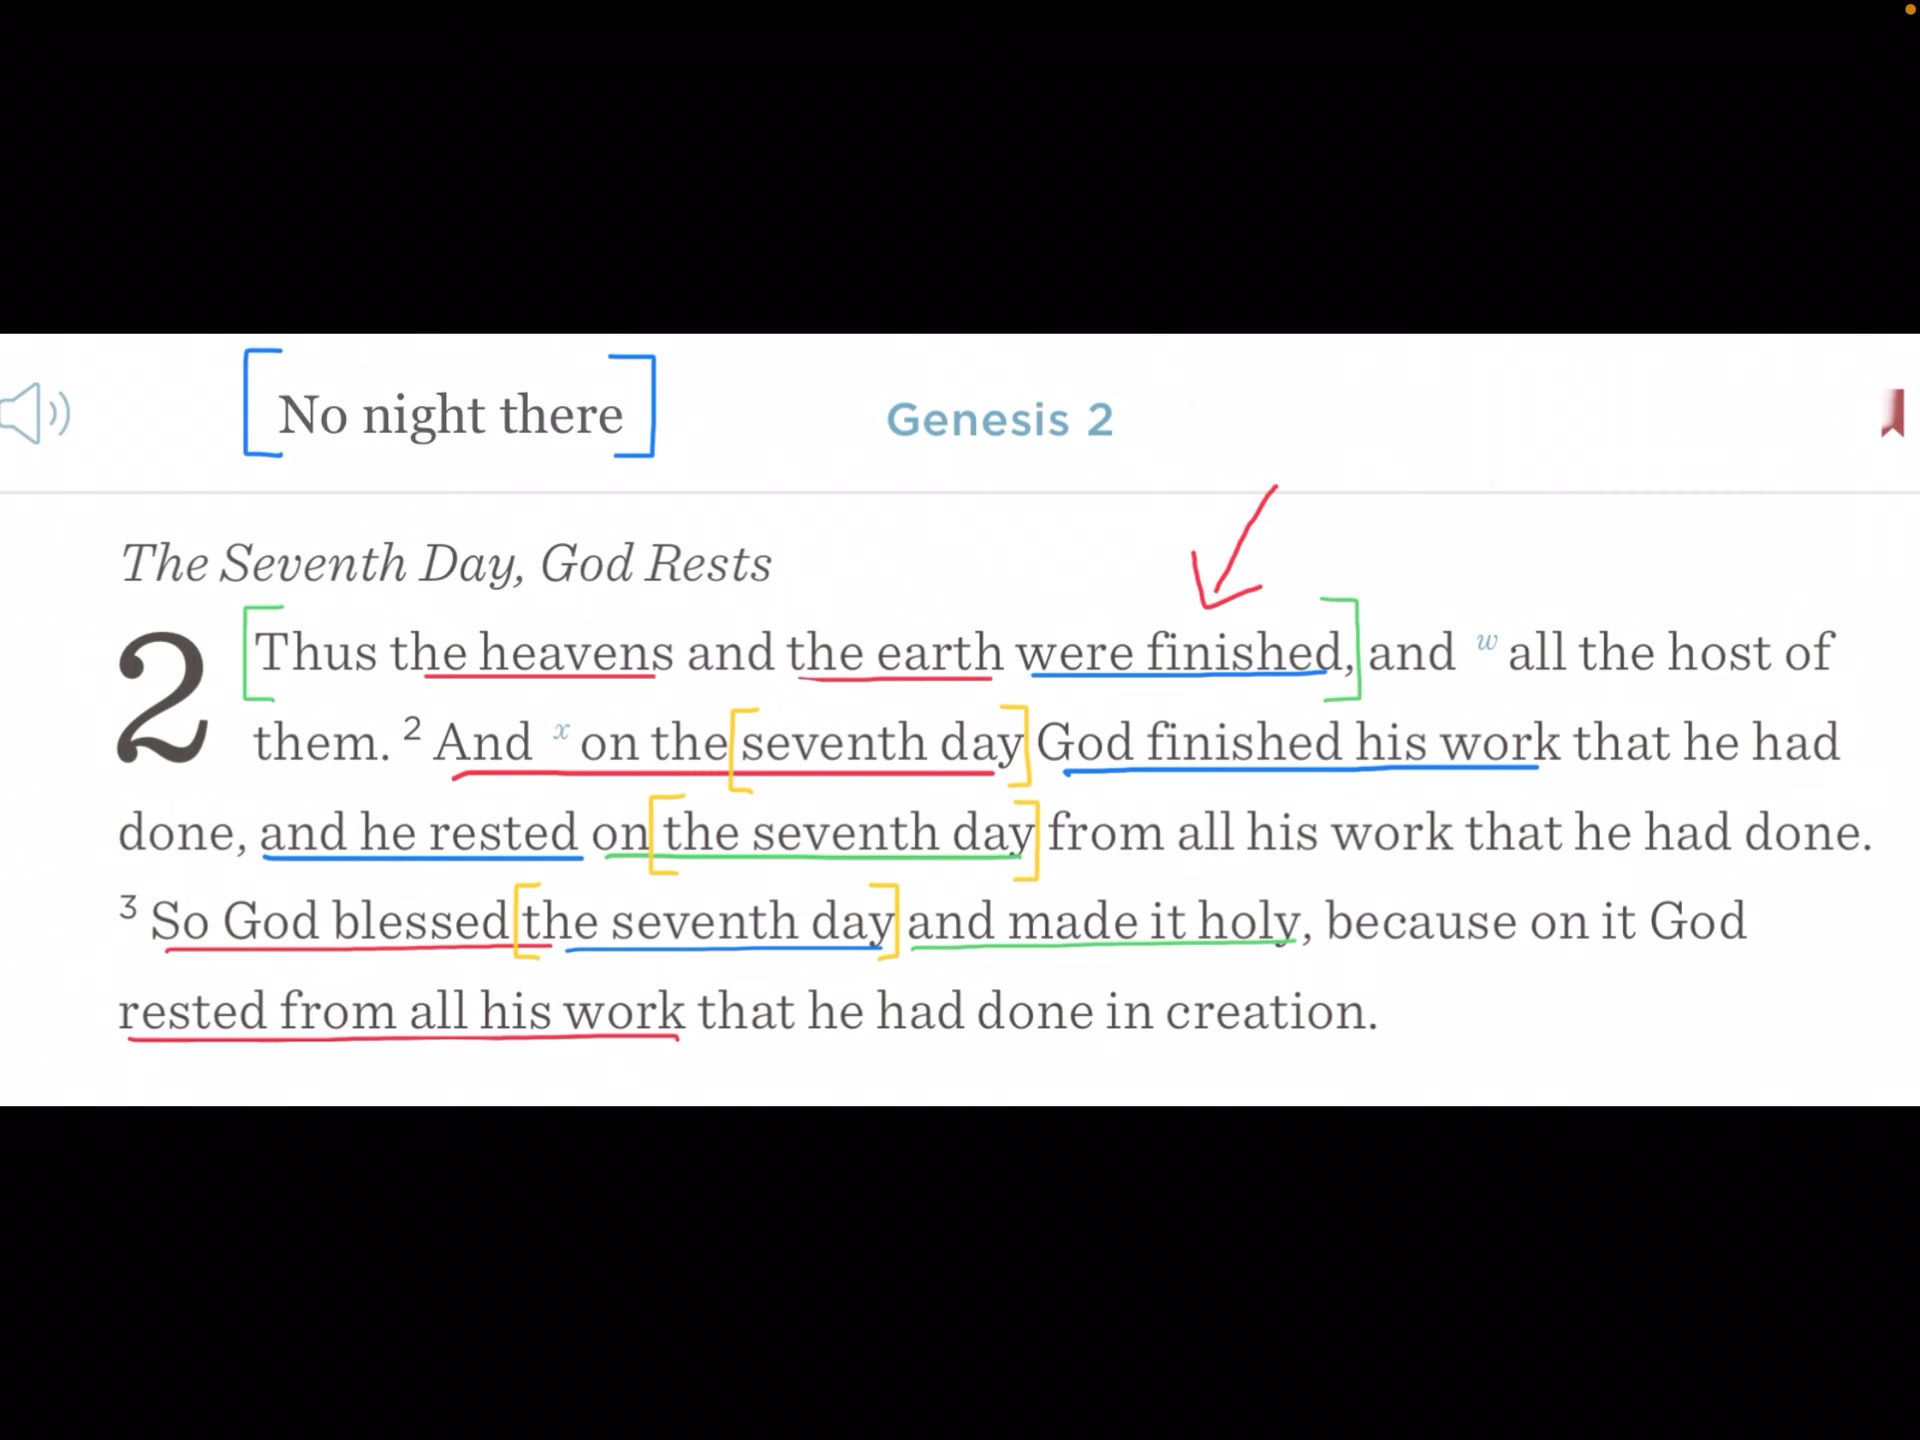 No night there
Genesis 2
The Seventh Day, God Rests
2 Thus the heavens and the earth were finished, and w all the host of
them. 2 And x on the seventh day God finished his work that he had
done, and he rested on the seventh day from all his work that he had done.
3 So God blessed the seventh day and made it holy, because on it God
rested from all his work that he had done in creation.